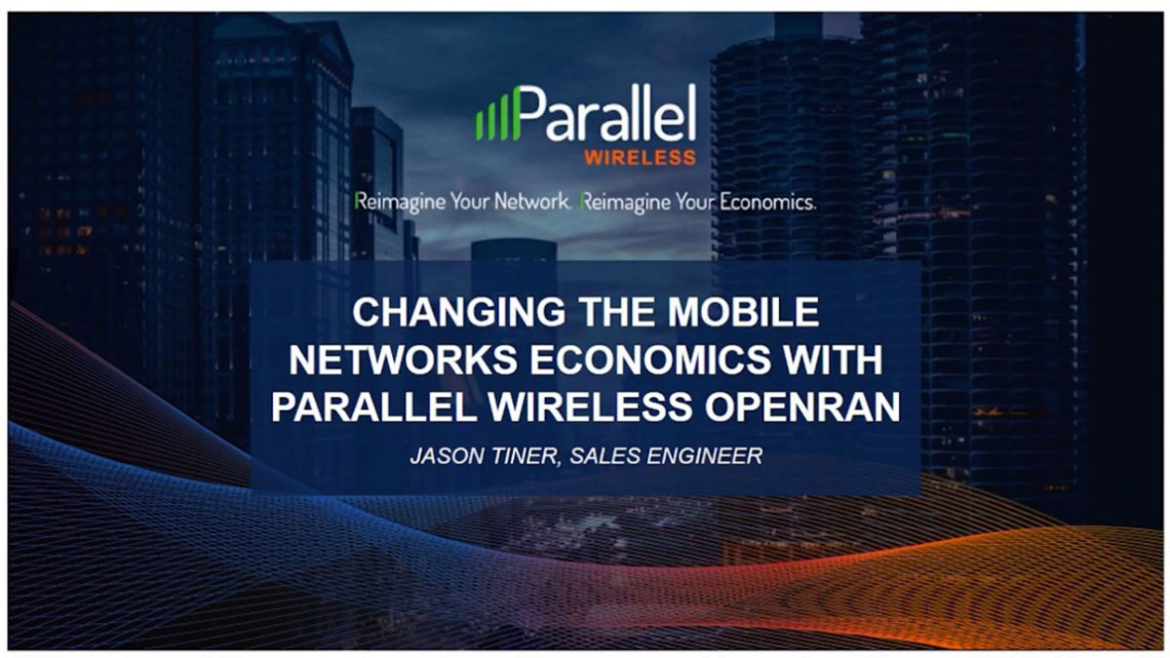 Parallel
WIRELESS
Reimagine Your Network. Reimagine Your Economics.
CHANGING THE MOBILE
NETWORKS ECONOMICS WITH
PARALLEL WIRELESS OPENRAN
JASON TINER, SALES ENGINEER